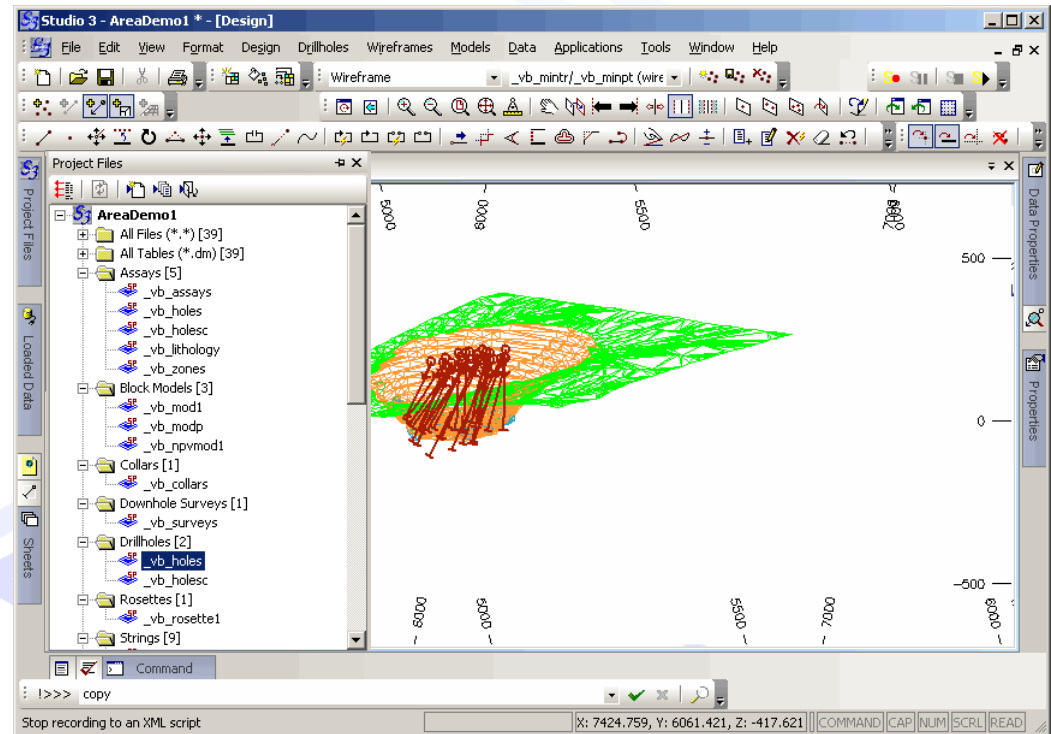 Studio 3 - AreaDemo1 * - [Design]
File Edit View Format Design Drillholes Wireframes Models Data Applications Tools Window Help
Wireframe _vb_mintr/_vb_minpt (wire
Project Files
Project Files
Loaded Data
Sheets
AreaDemo1
All Files (*.*) [39]
All Tables (*.dm) [39]
Assays [5]
_vb_assays
_vb_holes
_vb_holesc
_vb_lithology
_vb_zones
Block Models [3]
_vb_mod1
_vb_modp
_vb_npvmod1
Collars [1]
_vb_collars
Downhole Surveys [1]
_vb_surveys
Drillholes [2]
_vb_holes
_vb_holesc
Rosettes [1]
_vb_rosette1
Strings [9]
5000 6000 5500
500
0
-500
6000 5000 5500 7000 6000
Data Properties
Properties
Command
!>>> copy
Stop recording to an XML script
X: 7424.759, Y: 6061.421, Z: -417.621 COMMAND CAP NUM SCRL READ